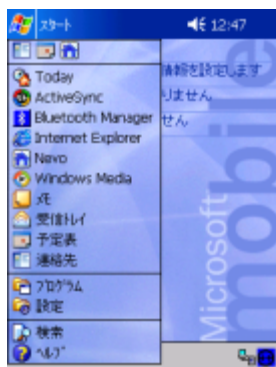 スタート
12:47
情報を設定します
Today
りません
ActiveSync
Bluetooth Manager
せん
Internet Explorer
Nevo
Windows Media
メモ
受信トレイ
予定表
連絡先
プログラム
設定
検索
ヘルプ
Microsoft
mobile